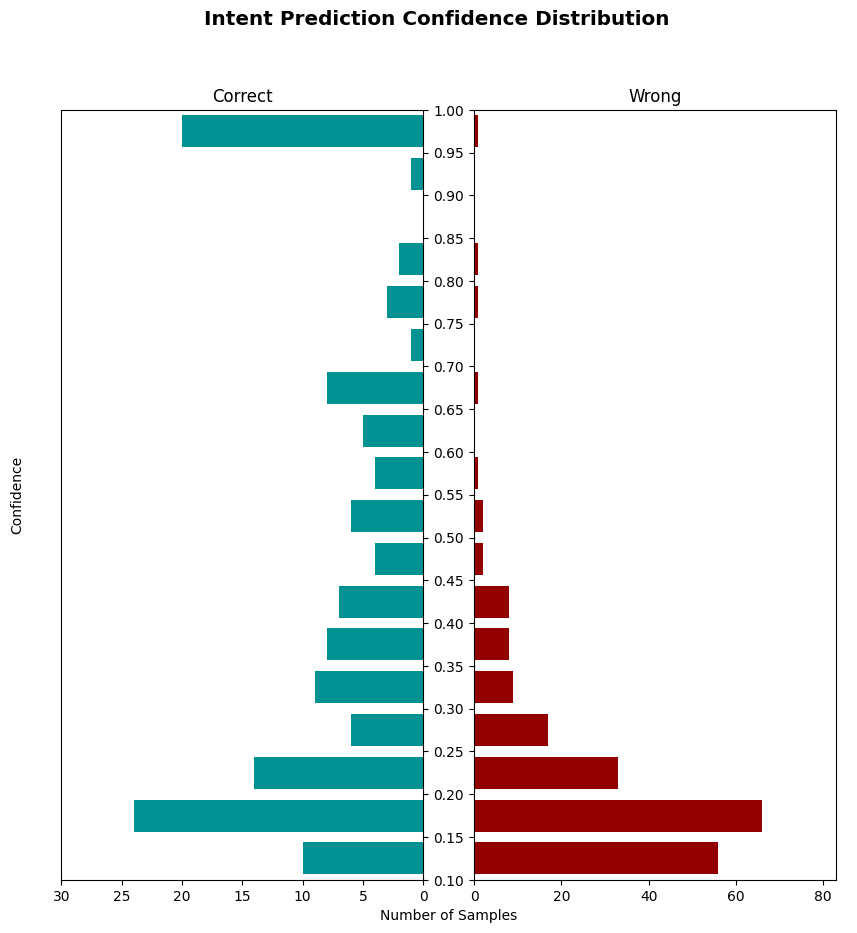 Intent Prediction Confidence Distribution
Correct
Wrong
1.00
0.95
0.90
0.85
0.80
0.75
0.70
0.65
0.60
0.55
0.50
0.45
0.40
0.35
0.30
0.25
0.20
0.15
0.10
Confidence
30 25 20 15 10 5 0
0 20 40 60 80
Number of Samples